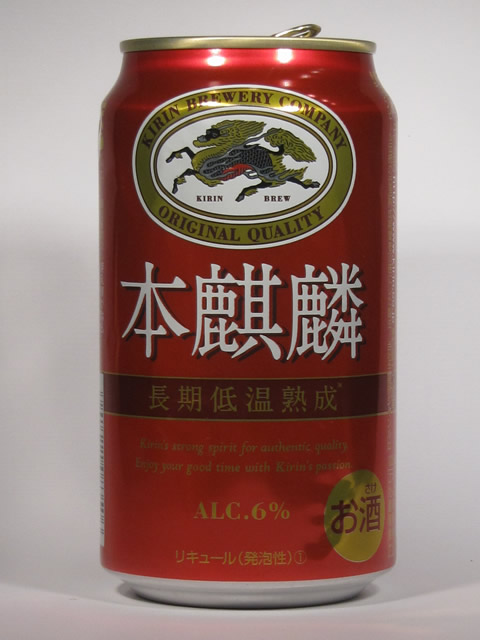 KIRIN BREWERY COMPANY
KIRIN BREW
ORIGINAL QUALITY
本麒麟
長期低温熟成*
Kirin's strong spirit for authentic quality.
Enjoy your good time with Kirin's passion.
ALC.6%
さけ
お酒
リキュール(発泡性)①